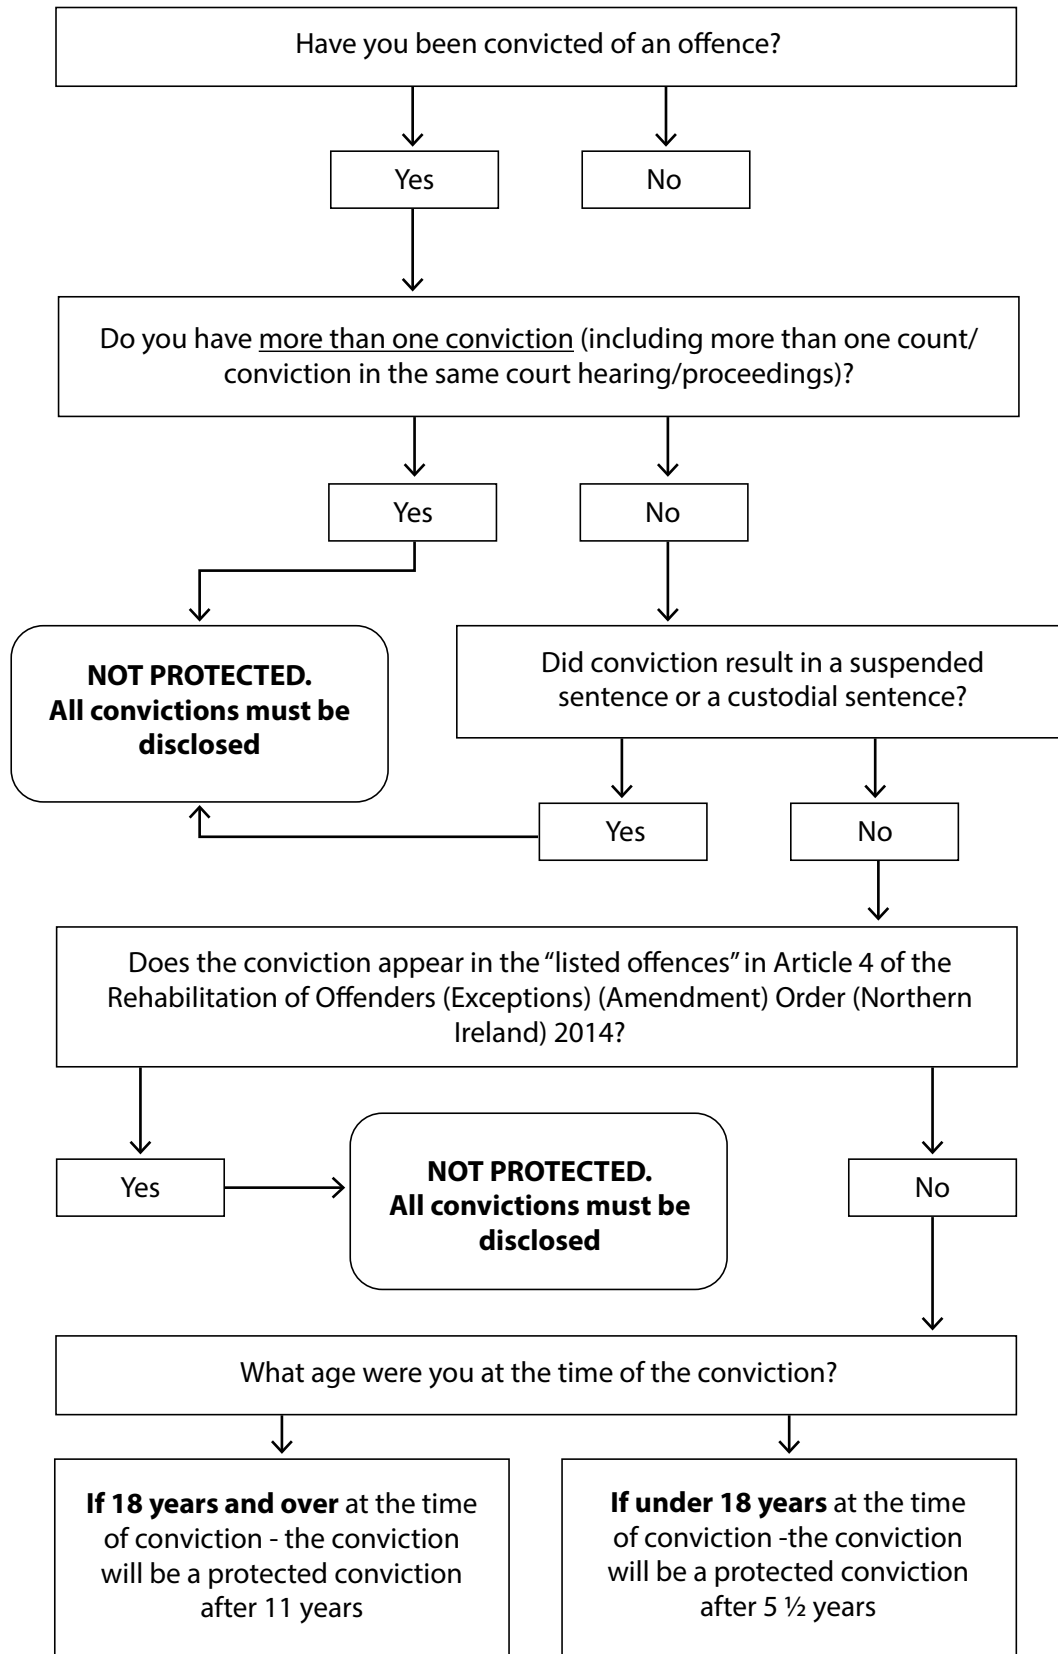 Have you been convicted of an offence?
Yes
No
Do you have more than one conviction (including more than one count/
conviction in the same court hearing/proceedings)?
Yes
No
NOT PROTECTED.
All convictions must be
disclosed
Did conviction result in a suspended
sentence or a custodial sentence?
Yes
No
Does the conviction appear in the “listed offences” in Article 4 of the
Rehabilitation of Offenders (Exceptions) (Amendment) Order (Northern
Ireland) 2014?
Yes
NOT PROTECTED.
All convictions must be
disclosed
No
What age were you at the time of the conviction?
If 18 years and over at the time
of conviction - the conviction
will be a protected conviction
after 11 years
If under 18 years at the time
of conviction -the conviction
will be a protected conviction
after 5 ½ years